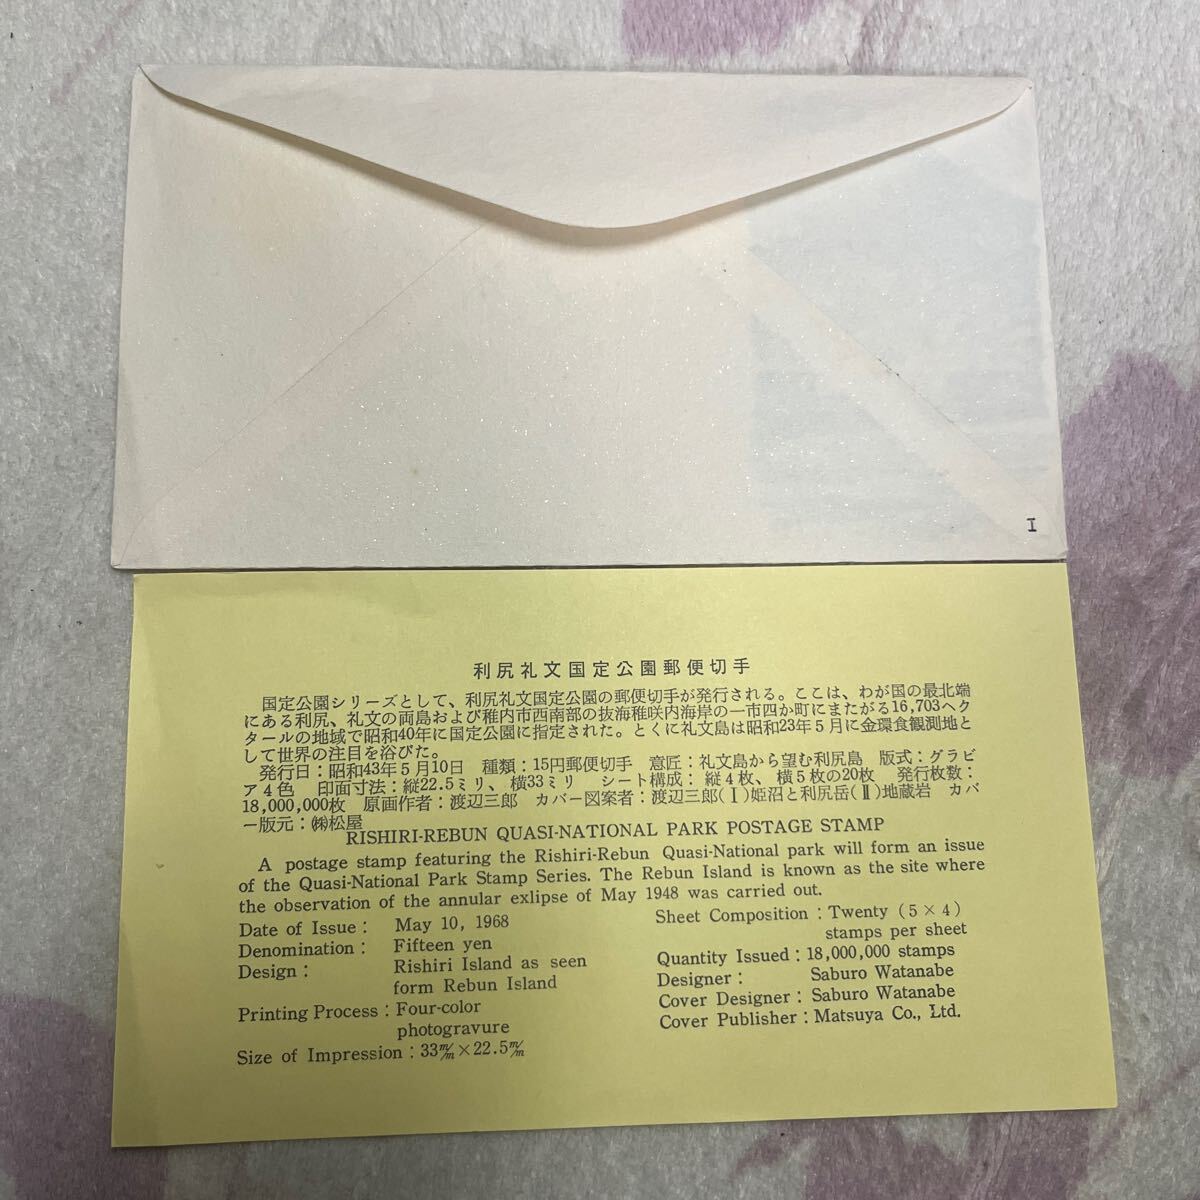 I
利尻礼文国定公園郵便切手
国定公園シリーズとして、利尻礼文国定公園の郵便切手が発行される。ここは、わが国の最北端
にある利尻、礼文の両島および稚内市西南部の抜海稚咲内海岸の一市四か町にまたがる16,703ヘク
タールの地域で昭和40年に国定公園に指定された。とくに礼文島は昭和23年5月に金環食観測地と
して世界の注目を浴びた。
発行日：昭和43年5月10日 種類：15円郵便切手 意匠：礼文島から望む利尻島 版式：グラビ
ア4色 印面寸法：縦22.5ミリ、横33ミリ シート構成：縦4枚、横5枚の20枚 発行枚数：
18,000,000枚 原画作者：渡辺三郎 カバー図案者：渡辺三郎(Ⅰ)姫沼と利尻岳(Ⅱ)地蔵岩 カバ
ー版元：㈱松屋
RISHIRI-REBUN QUASI-NATIONAL PARK POSTAGE STAMP
A postage stamp featuring the Rishiri-Rebun Quasi-National park will form an issue
of the Quasi-National Park Stamp Series. The Rebun Island is known as the site where
the observation of the annular exlipse of May 1948 was carried out.
Date of Issue : May 10, 1968
Denomination : Fifteen yen
Design : Rishiri Island as seen
form Rebun Island
Printing Process : Four-color
photogravure
Size of Impression : 33m/m×22.5m/m
Sheet Composition : Twenty (5×4)
stamps per sheet
Quantity Issued : 18,000,000 stamps
Designer : Saburo Watanabe
Cover Designer : Saburo Watanabe
Cover Publisher : Matsuya Co., Ltd.